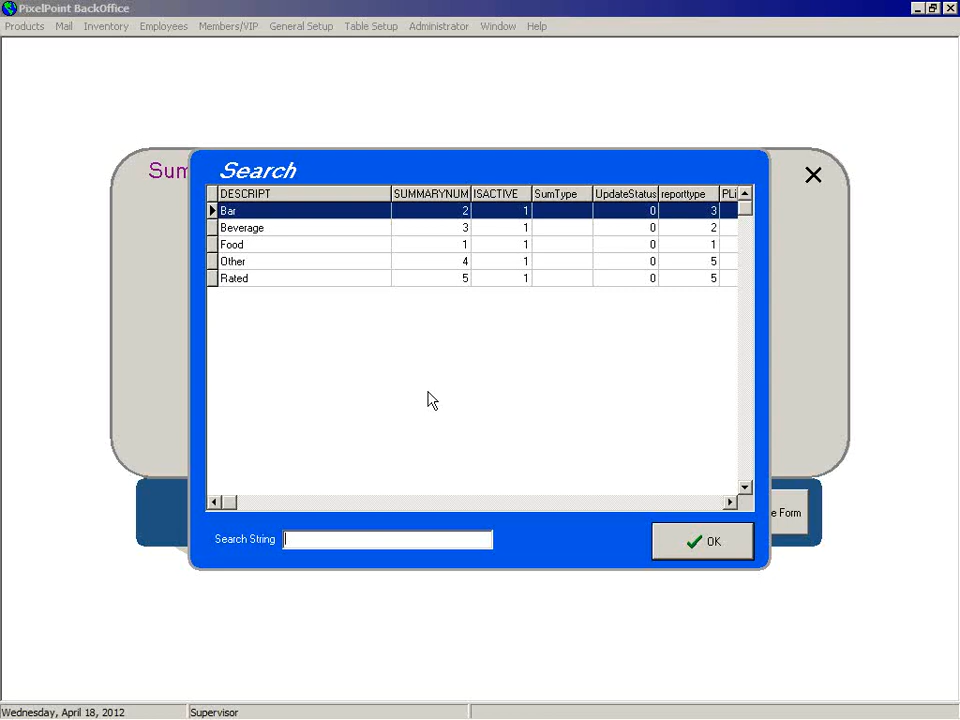 PixelPoint BackOffice
Products Mail Inventory Employees Members/VIP General Setup Table Setup Administrator Window Help
Sum
Search
DESCRIPT SUMMARYNUM ISACTIVE SumType UpdateStatus reporttype PLi
Bar 2 1 0 3
Beverage 3 1 0 2
Food 1 1 0 1
Other 4 1 0 5
Rated 5 1 0 5
e Form
Search String
OK
Wednesday, April 18, 2012 Supervisor